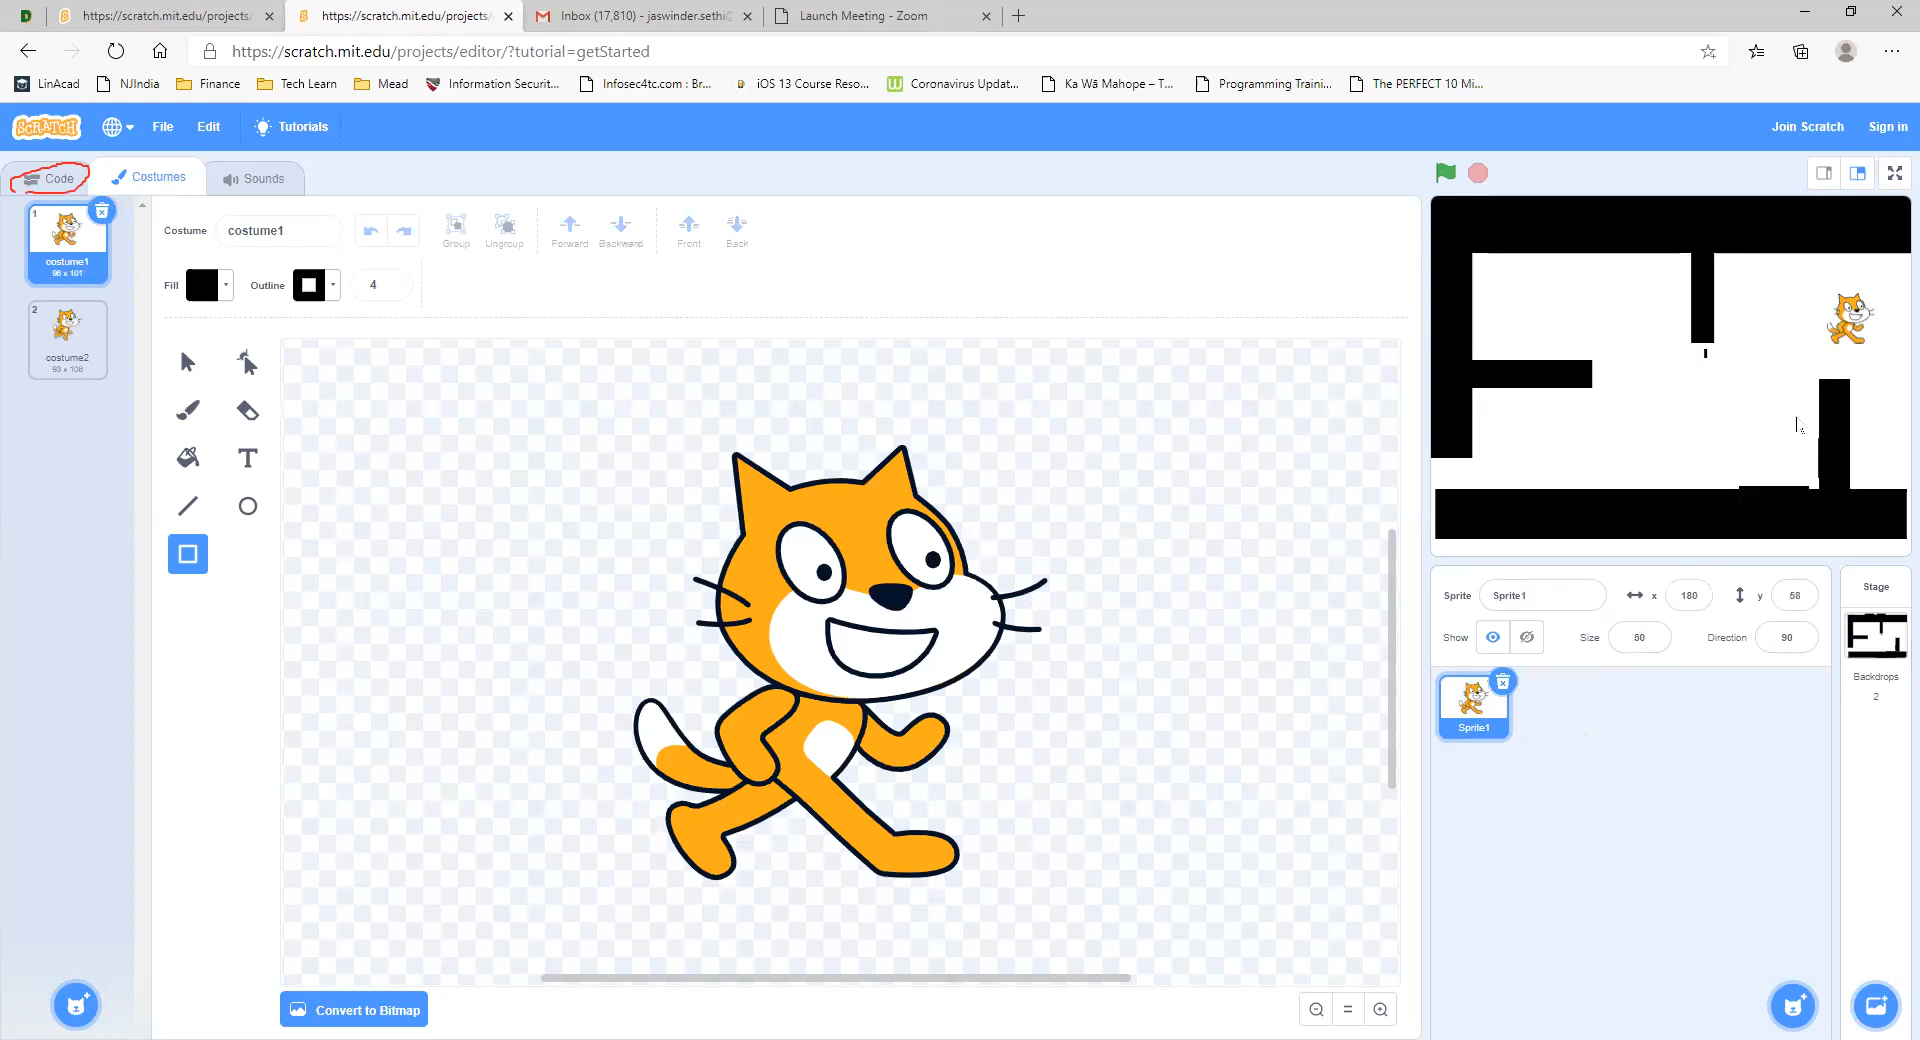 https://scratch.mit.edu/projects/
https://scratch.mit.edu/projects/
Inbox (17,810) - jaswinder.sethi
Launch Meeting - Zoom
https://scratch.mit.edu/projects/editor/?tutorial=getStarted
LinAcad
NJIndia
Finance
Tech Learn
Mead
Information Securit...
Infosec4tc.com : Br...
iOS 13 Course Reso...
Coronavirus Updat...
Ka Wā Mahope – T...
Programming Traini...
The PERFECT 10 Mi...
SCRATCH
File
Edit
Tutorials
Join Scratch
Sign in
Code
Costumes
Sounds
1
costume1
96 x 101
2
costume2
93 x 106
Costume
costume1
Group
Ungroup
Forward
Backward
Front
Back
Fill
Outline
4
Convert to Bitmap
Sprite
Sprite1
x
180
y
58
Show
Size
50
Direction
90
Sprite1
Stage
Backdrops
2